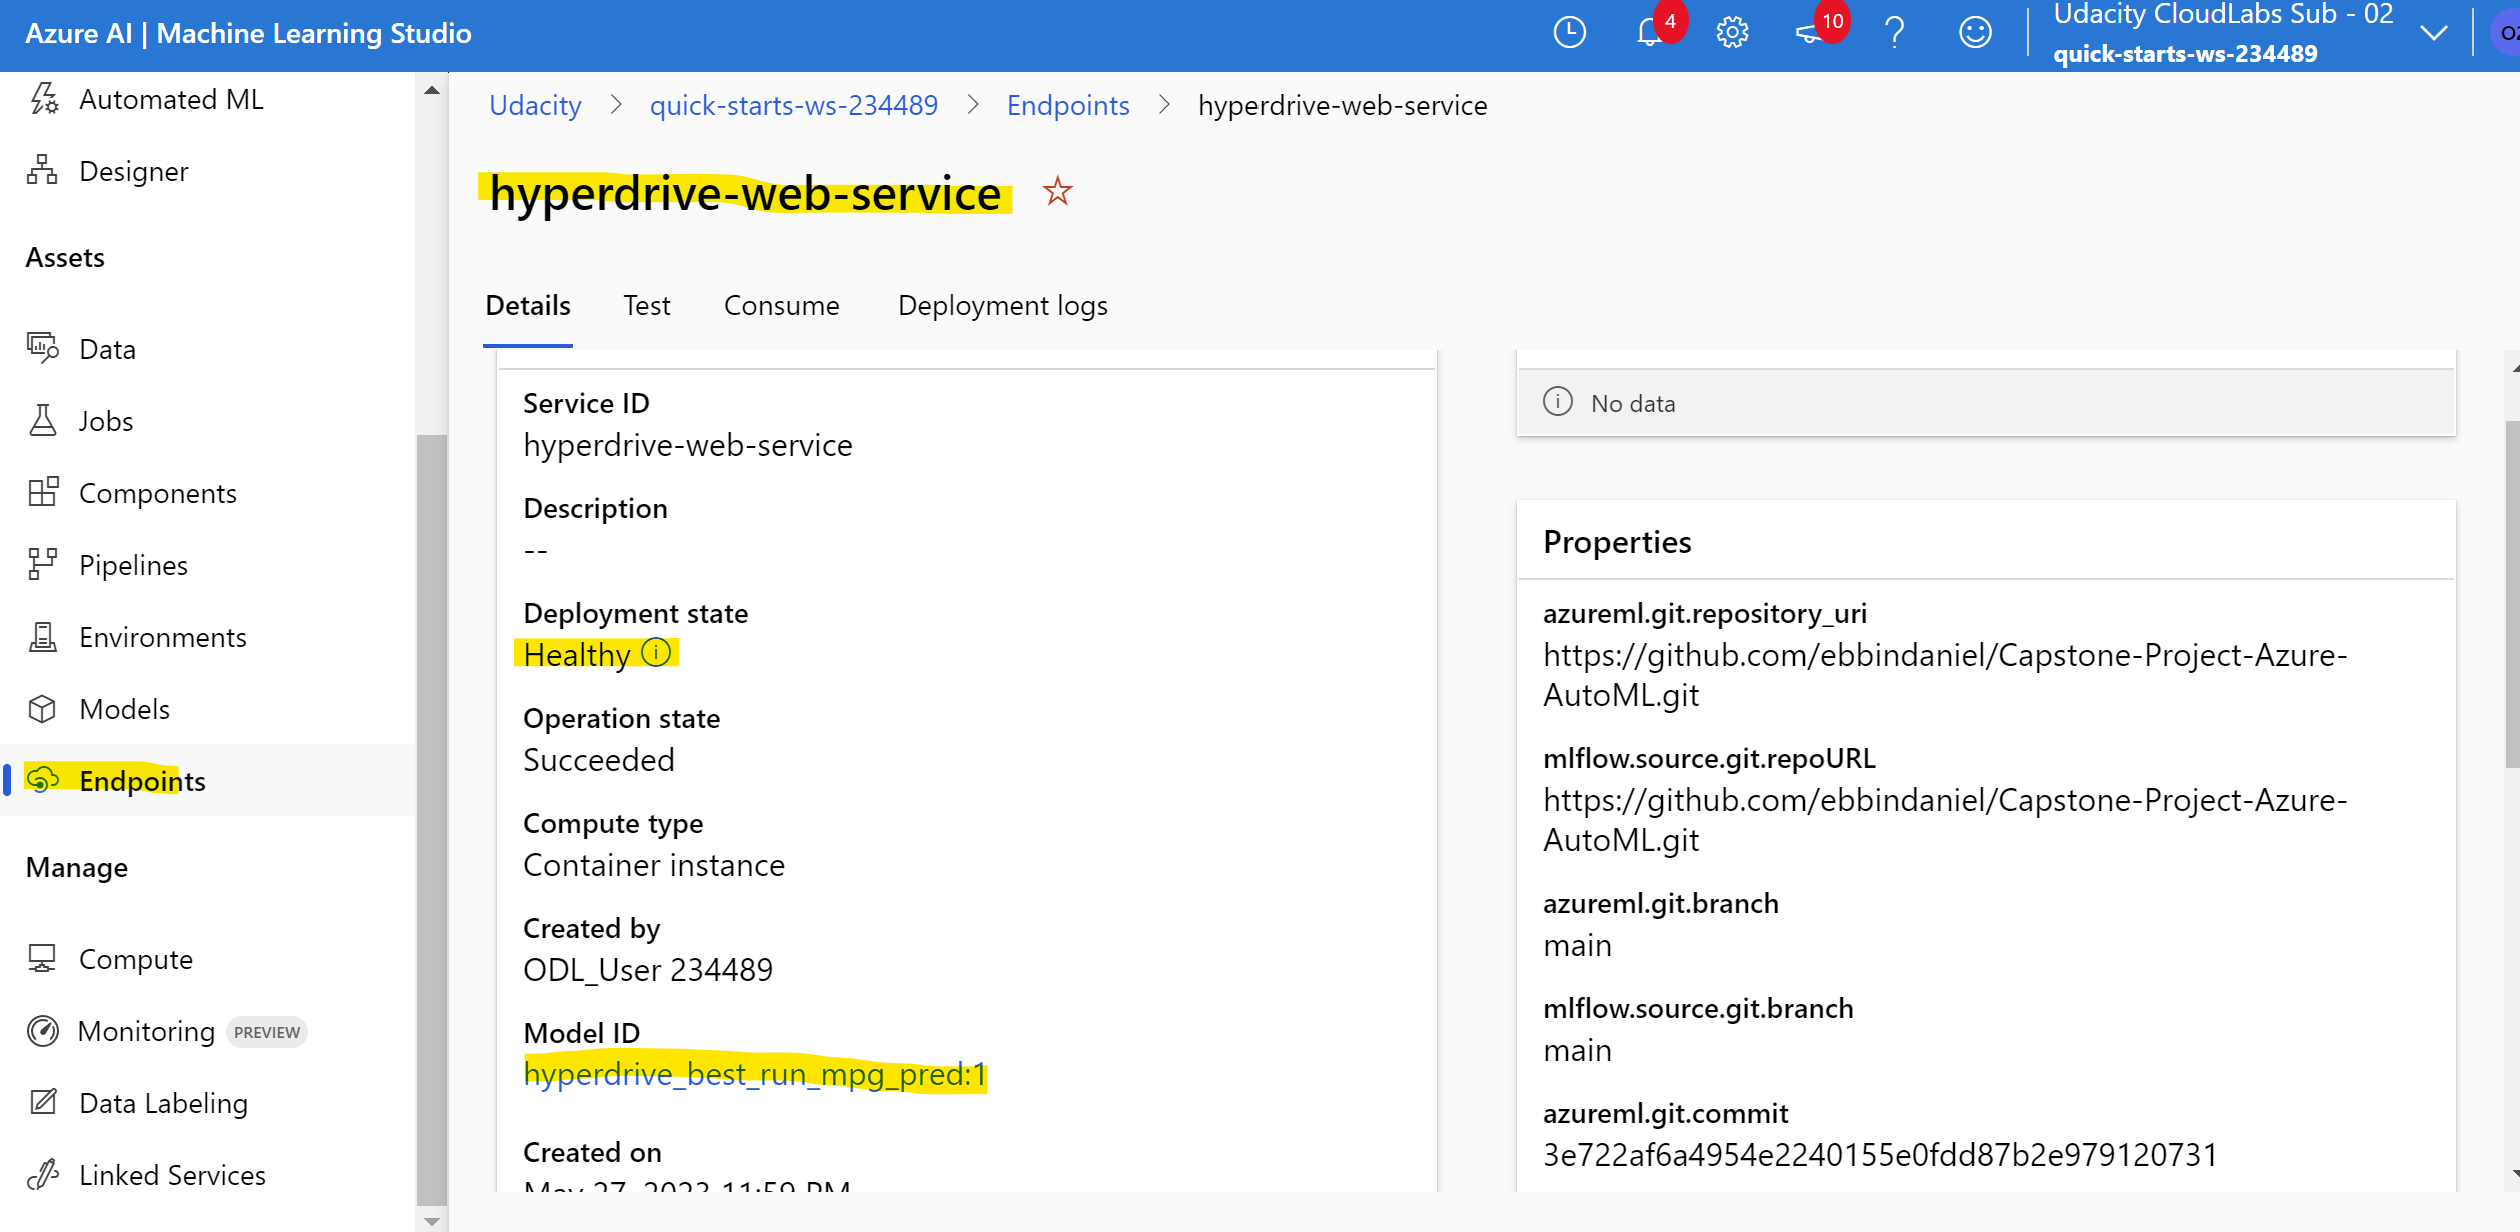 Azure AI | Machine Learning Studio
4
10
Udacity CloudLabs Sub - 02
quick-starts-ws-234489
Automated ML
Designer
Assets
Data
Jobs
Components
Pipelines
Environments
Models
Endpoints
Manage
Compute
Monitoring PREVIEW
Data Labeling
Linked Services
Udacity > quick-starts-ws-234489 > Endpoints > hyperdrive-web-service
hyperdrive-web-service
Details Test Consume Deployment logs
Service ID
hyperdrive-web-service
Description
--
Deployment state
Healthy
Operation state
Succeeded
Compute type
Container instance
Created by
ODL_User 234489
Model ID
hyperdrive_best_run_mpg_pred:1
Created on
May 27, 2023 11:59 PM
No data
Properties
azureml.git.repository_uri
https://github.com/ebbindaniel/Capstone-Project-Azure-
AutoML.git
mlflow.source.git.repoURL
https://github.com/ebbindaniel/Capstone-Project-Azure-
AutoML.git
azureml.git.branch
main
mlflow.source.git.branch
main
azureml.git.commit
3e722af6a4954e2240155e0fdd87b2e979120731